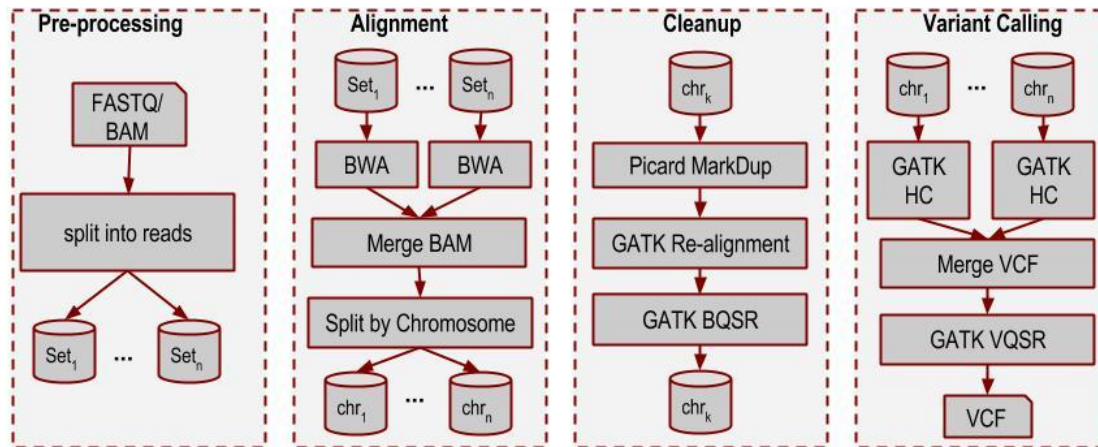 Pre-processing
FASTQ/
BAM
split into reads
Set1
...
Setn
Alignment
Set1
...
Setn
BWA
BWA
Merge BAM
Split by Chromosome
chr1
...
chrn
Cleanup
chrk
Picard MarkDup
GATK Re-alignment
GATK BQSR
chrk
Variant Calling
chr1
...
chrn
GATK
HC
GATK
HC
Merge VCF
GATK VQSR
VCF